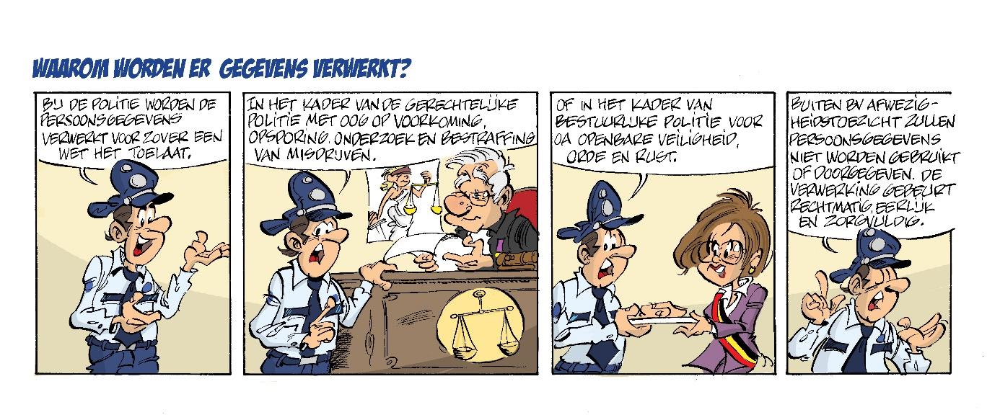 WAAROM WORDEN ER GEGEVENS VERWERKT?
BIJ DE POLITIE WORDEN DE
PERSOONSGEGEVENS
VERWERKT VOOR ZOVER EEN
WET HET TOELAAT.
IN HET KADER VAN DE GERECHTELIJKE
POLITIE MET OOG OP VOORKOMING,
OPSPORING. ONDERZOEK EN BESTRAFFING
VAN MISDRIJVEN.
OF IN HET KADER VAN
BESTUURLIJKE POLITIE VOOR
OA OPENBARE VEILIGHEID,
ORDE EN RUST.
BUITEN BV AFWEZIG-
HEIDSTOEZICHT ZULLEN
PERSOONSGEGEVENS
NIET WORDEN GEBRUIKT
OF DOORGEGEVEN. DE
VERWERKING GEBEURT
RECHTMATIG, EERLIJK
EN ZORGVULDIG.